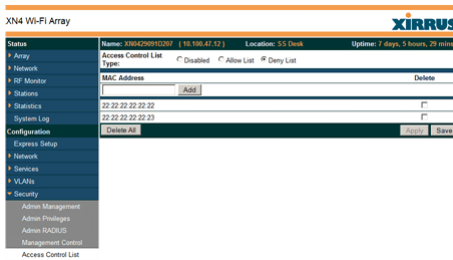 XN4 Wi-Fi Array
XIRRUS
Status
Name: XN0429091D207 ( 10.100.47.12 ) Location: SS Desk Uptime: 7 days, 5 hours, 29 mins
Array
Network
RF Monitor
Stations
Statistics
System Log
Configuration
Express Setup
Network
Services
VLANs
Security
Admin Management
Admin Privileges
Admin RADIUS
Management Control
Access Control List
Access Control List Type: Disabled Allow List Deny List
MAC Address Delete
Add
22:22:22:22:22:22
22:22:22:22:22:23
Delete All Apply Save